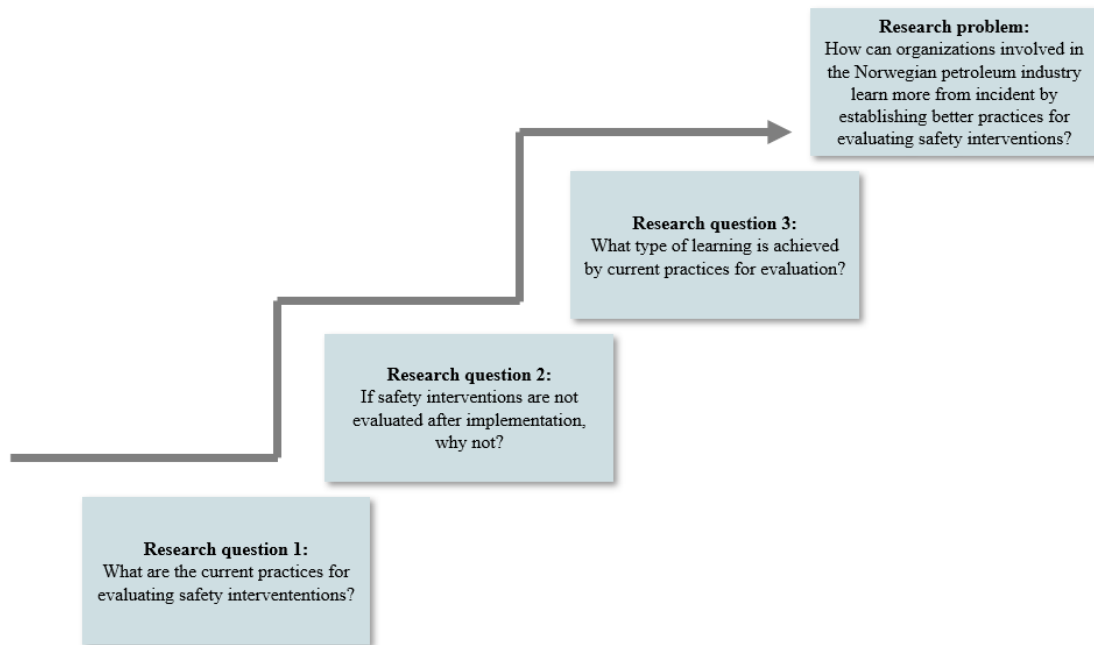 Research problem:
How can organizations involved in
the Norwegian petroleum industry
learn more from incident by
establishing better practices for
evaluating safety interventions?
Research question 3:
What type of learning is achieved
by current practices for evaluation?
Research question 2:
If safety interventions are not
evaluated after implementation,
why not?
Research question 1:
What are the current practices for
evaluating safety intervententions?